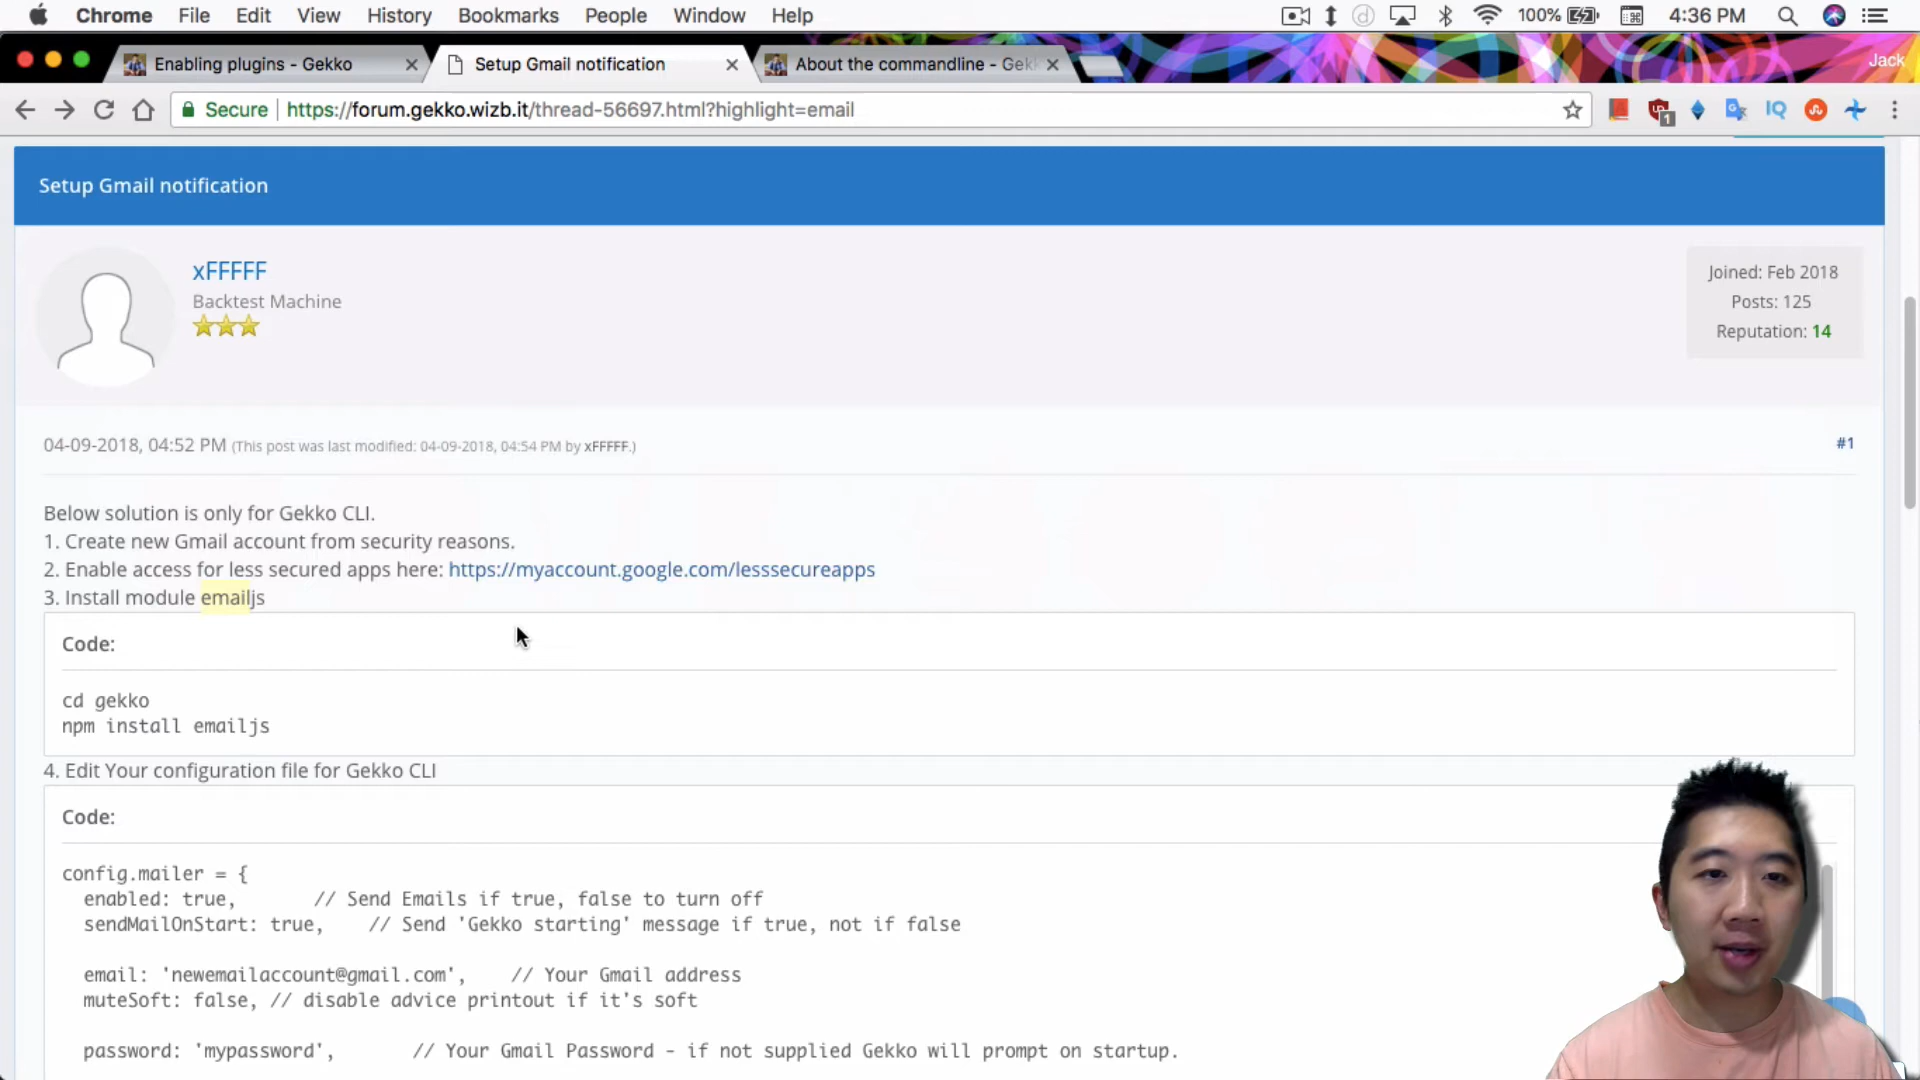 Chrome File Edit View History Bookmarks People Window Help 100% 4:36 PM
Enabling plugins - Gekko Setup Gmail notification About the commandline - Gekk Jack
Secure https://forum.gekko.wizb.it/thread-56697.html?highlight=email
Setup Gmail notification
xFFFFF
Backtest Machine
Joined: Feb 2018
Posts: 125
Reputation: 14
04-09-2018, 04:52 PM (This post was last modified: 04-09-2018, 04:54 PM by xFFFFF.) #1
Below solution is only for Gekko CLI.
1. Create new Gmail account from security reasons.
2. Enable access for less secured apps here: https://myaccount.google.com/lesssecureapps
3. Install module emailjs
Code:
cd gekko
npm install emailjs
4. Edit Your configuration file for Gekko CLI
Code:
config.mailer = {
enabled: true, // Send Emails if true, false to turn off
sendMailOnStart: true, // Send 'Gekko starting' message if true, not if false
email: 'newemailaccount@gmail.com', // Your Gmail address
muteSoft: false, // disable advice printout if it's soft
password: 'mypassword', // Your Gmail Password - if not supplied Gekko will prompt on startup.